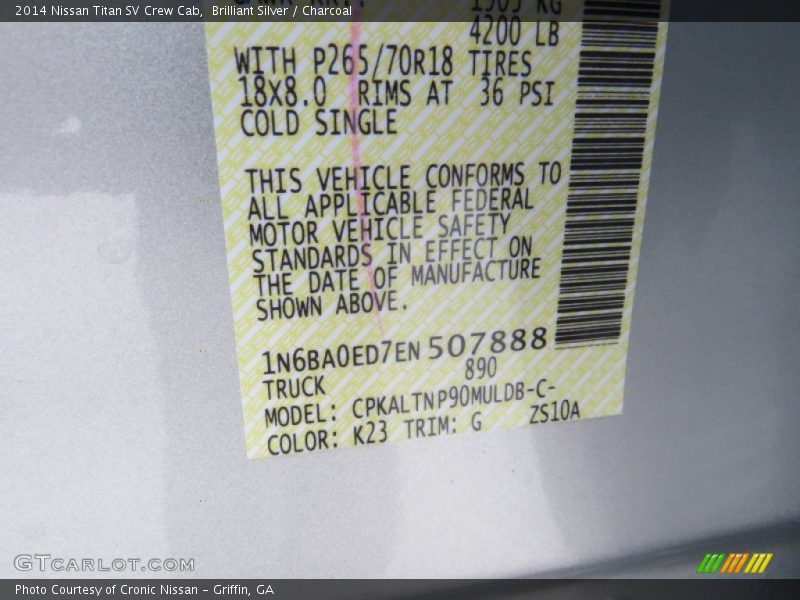 2014 Nissan Titan SV Crew Cab, Brilliant Silver / Charcoal
4200 LB
WITH P265/70R18 TIRES
18X8.0 RIMS AT 36 PSI
COLD SINGLE
THIS VEHICLE CONFORMS TO
ALL APPLICABLE FEDERAL
MOTOR VEHICLE SAFETY
STANDARDS IN EFFECT ON
THE DATE OF MANUFACTURE
SHOWN ABOVE.
1N6BA0ED7EN507888
890
TRUCK
MODEL: CPKALTNP90MULDB-C-
ZS10A
COLOR: K23 TRIM: G
GTCARLOT.COM
Photo Courtesy of Cronic Nissan - Griffin, GA